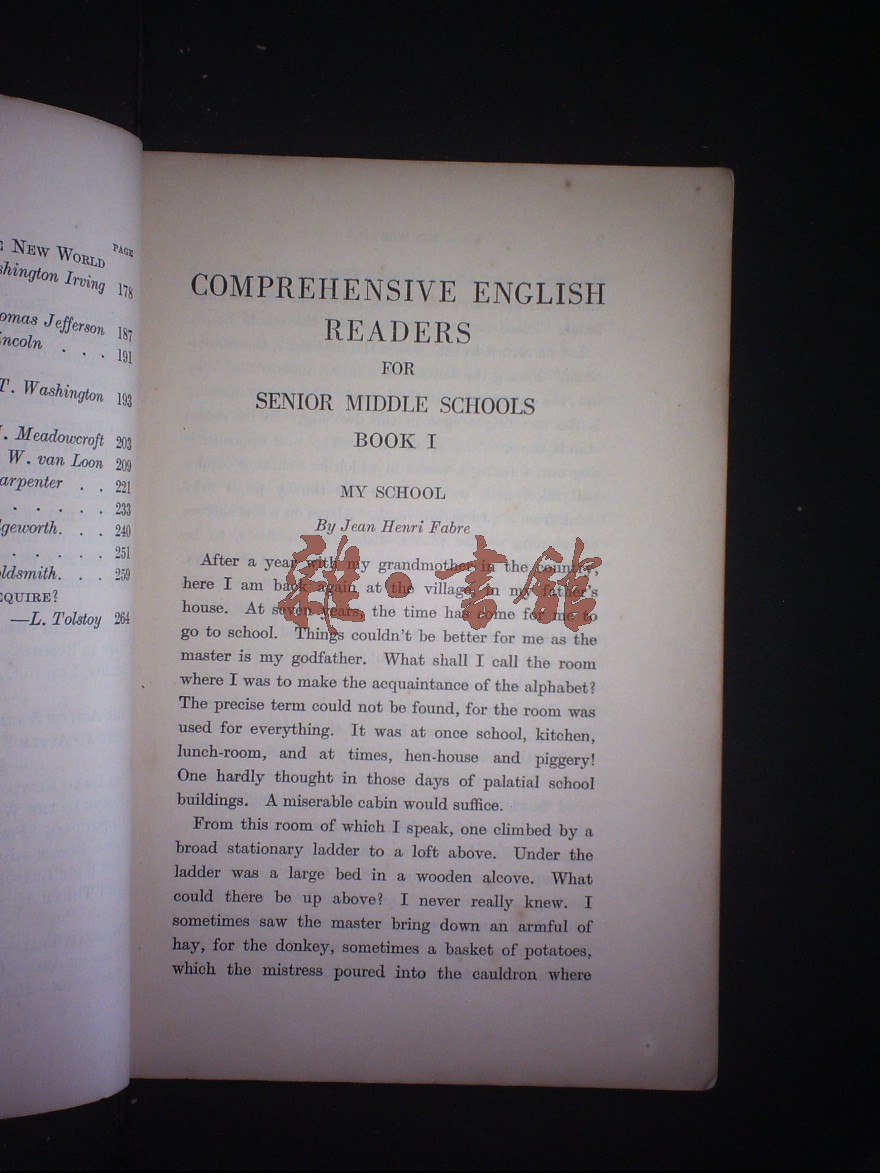 NEW WORLD
PAGE
Irving 178
Jefferson 187
. . . 191
T. Washington 193
Meadowcroft 203
W. van Loon 209
. . 221
. . . . . 233
. . . 240
. . . . . 251
. . . 259
—L. Tolstoy 264
COMPREHENSIVE ENGLISH
READERS
FOR
SENIOR MIDDLE SCHOOLS
BOOK I
MY SCHOOL
By Jean Henri Fabre
After a year with my grandmother in the country,
here I am back again at the village, in my father's
house. At seven years, the time has come for me to
go to school. Things couldn't be better for me as the
master is my godfather. What shall I call the room
where I was to make the acquaintance of the alphabet?
The precise term could not be found, for the room was
used for everything. It was at once school, kitchen,
lunch-room, and at times, hen-house and piggery!
One hardly thought in those days of palatial school
buildings. A miserable cabin would suffice.
From this room of which I speak, one climbed by a
broad stationary ladder to a loft above. Under the
ladder was a large bed in a wooden alcove. What
could there be up above? I never really knew. I
sometimes saw the master bring down an armful of
hay, for the donkey, sometimes a basket of potatoes,
which the mistress poured into the cauldron where
雜·書館